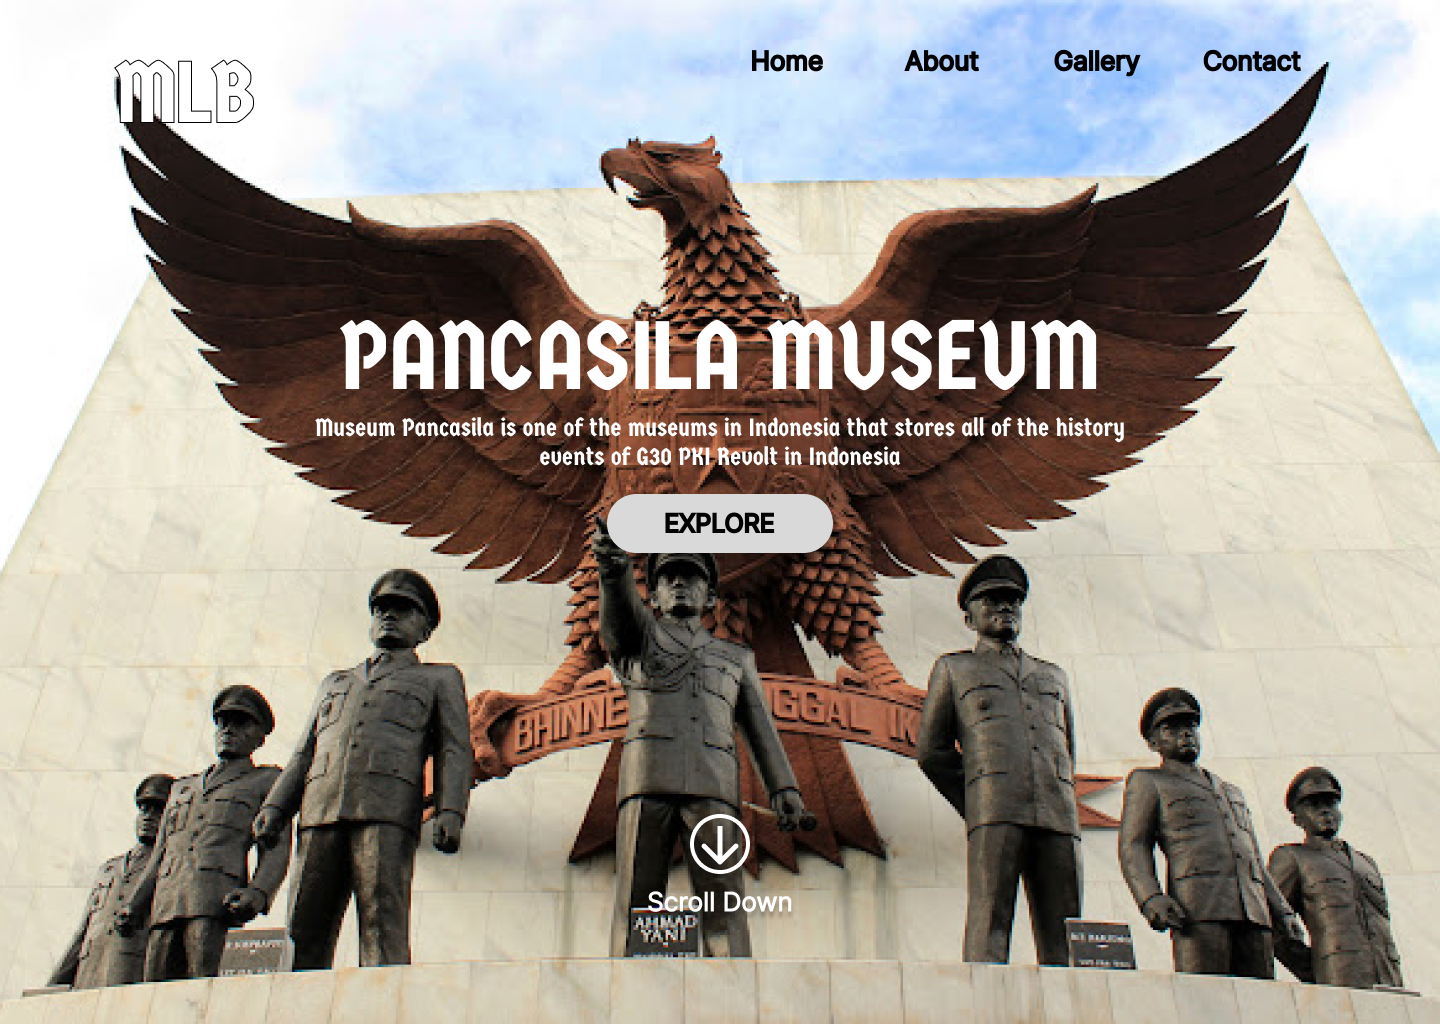 MLB
Home About Gallery Contact
PANCASILA MUSEUM
Museum Pancasila is one of the museums in Indonesia that stores all of the history
events of G30 PKI Revolt in Indonesia
EXPLORE
BHINNE GGAL IK
Scroll Down
AHMAD
YANI